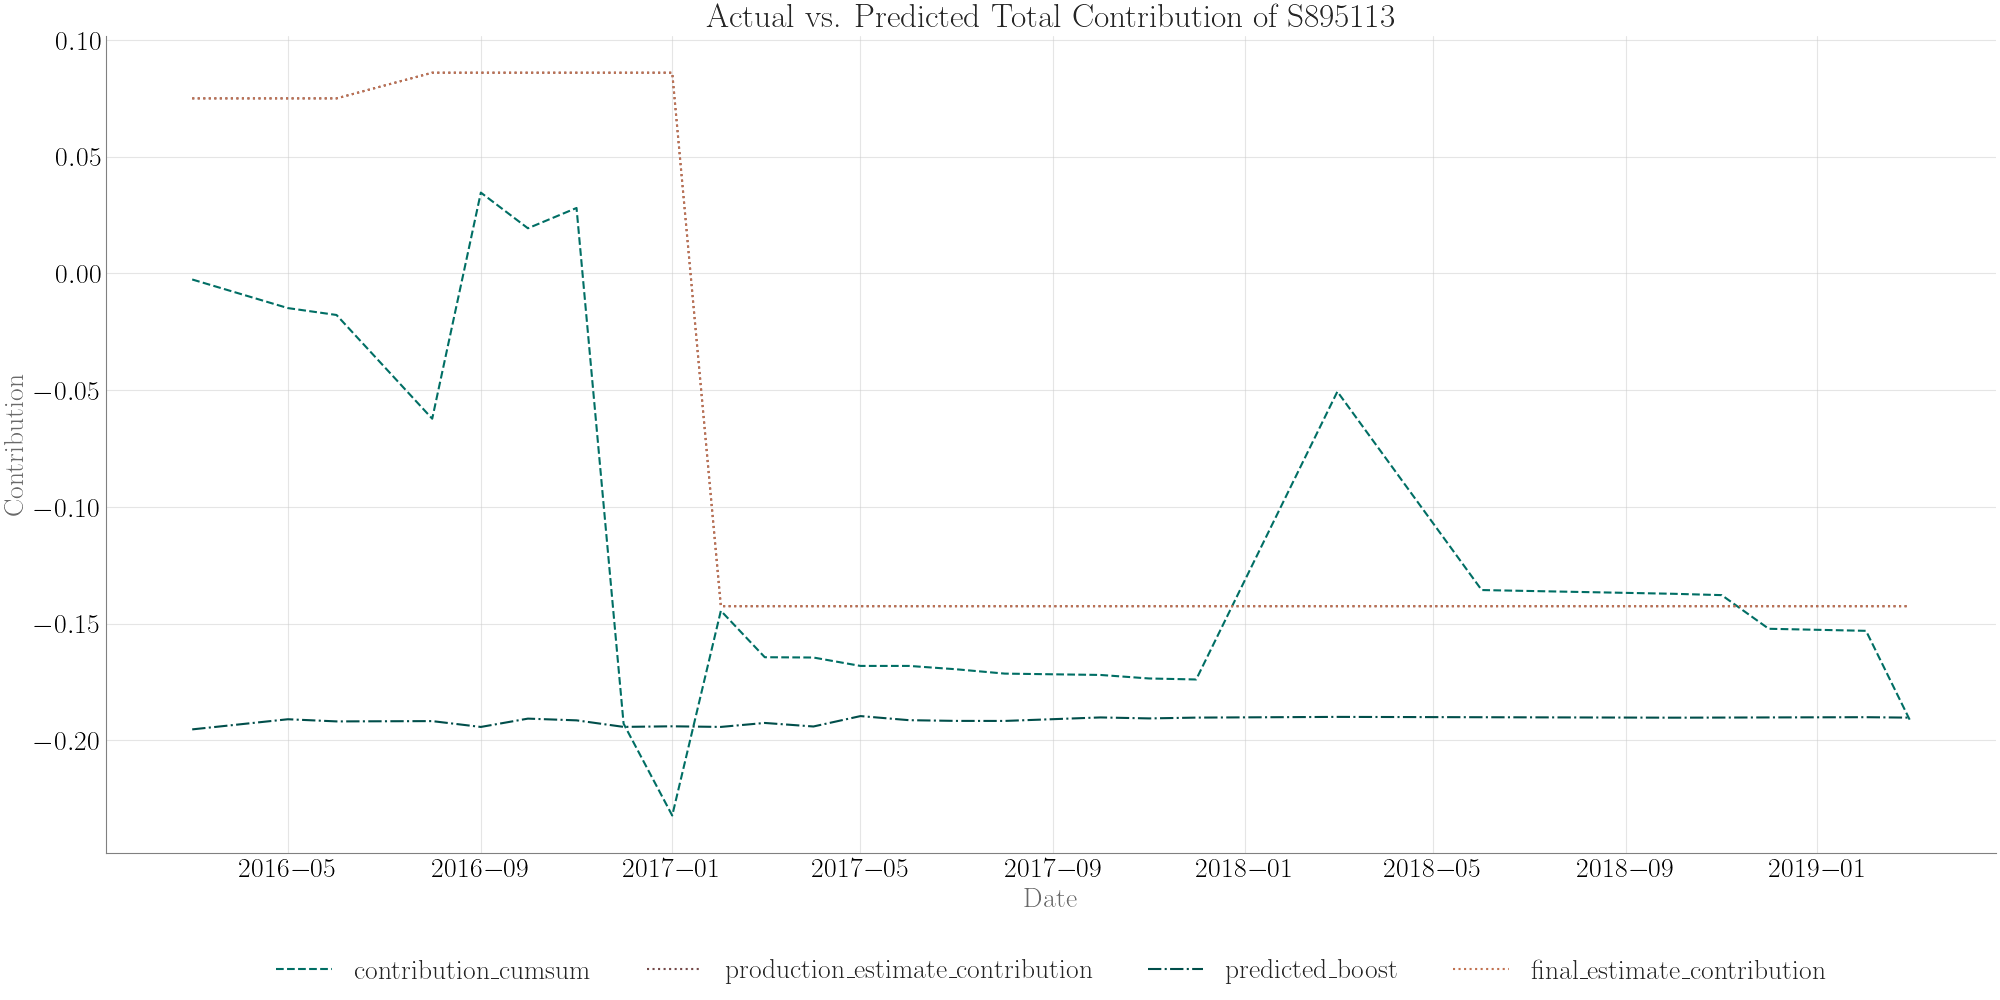 Actual vs. Predicted Total Contribution of S895113
0.10
0.05
0.00
−0.05
−0.10
−0.15
−0.20
Contribution
2016−05 2016−09 2017−01 2017−05 2017−09 2018−01 2018−05 2018−09 2019−01
Date
contribution_cumsum production_estimate_contribution predicted_boost final_estimate_contribution